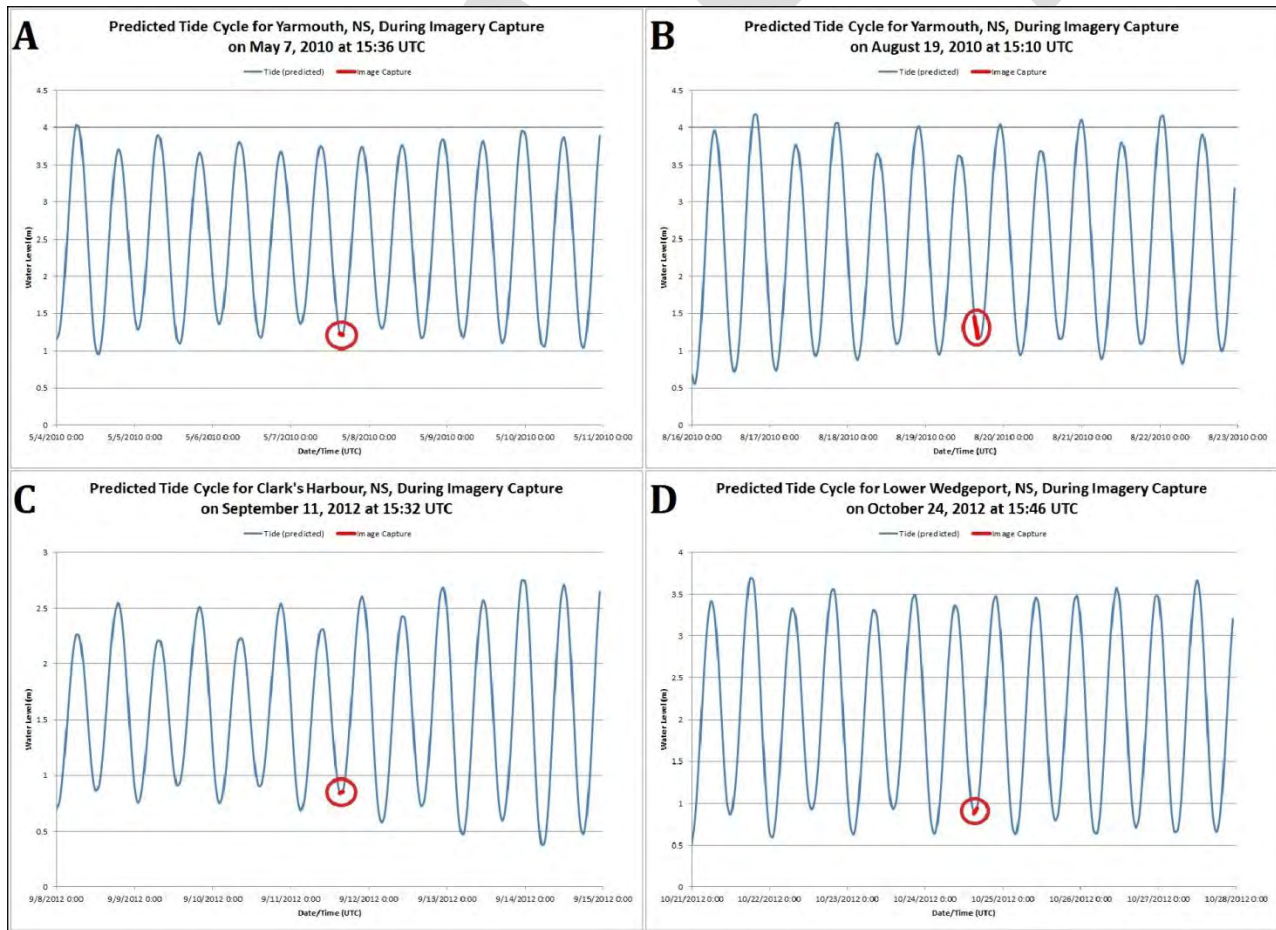 A
Predicted Tide Cycle for Yarmouth, NS, During Imagery Capture
on May 7, 2010 at 15:36 UTC
Tide (predicted) Image Capture
4.5
4
3.5
3
2.5
2
1.5
1
0.5
0
Water Level (m)
5/4/2010 0:00 5/5/2010 0:00 5/6/2010 0:00 5/7/2010 0:00 5/8/2010 0:00 5/9/2010 0:00 5/10/2010 0:00 5/11/2010 0:00
Date/Time (UTC)
B
Predicted Tide Cycle for Yarmouth, NS, During Imagery Capture
on August 19, 2010 at 15:10 UTC
Tide (predicted) Image Capture
4.5
4
3.5
3
2.5
2
1.5
1
0.5
0
Water Level (m)
8/16/2010 0:00 8/17/2010 0:00 8/18/2010 0:00 8/19/2010 0:00 8/20/2010 0:00 8/21/2010 0:00 8/22/2010 0:00 8/23/2010 0:00
Date/Time (UTC)
C
Predicted Tide Cycle for Clark's Harbour, NS, During Imagery Capture
on September 11, 2012 at 15:32 UTC
Tide (predicted) Image Capture
3
2.5
2
1.5
1
0.5
0
Water Level (m)
9/8/2012 0:00 9/9/2012 0:00 9/10/2012 0:00 9/11/2012 0:00 9/12/2012 0:00 9/13/2012 0:00 9/14/2012 0:00 9/15/2012 0:00
Date/Time (UTC)
D
Predicted Tide Cycle for Lower Wedgeport, NS, During Imagery Capture
on October 24, 2012 at 15:46 UTC
Tide (predicted) Image Capture
4
3.5
3
2.5
2
1.5
1
0.5
0
Water Level (m)
10/21/2012 0:00 10/22/2012 0:00 10/23/2012 0:00 10/24/2012 0:00 10/25/2012 0:00 10/26/2012 0:00 10/27/2012 0:00 10/28/2012 0:00
Date/Time (UTC)